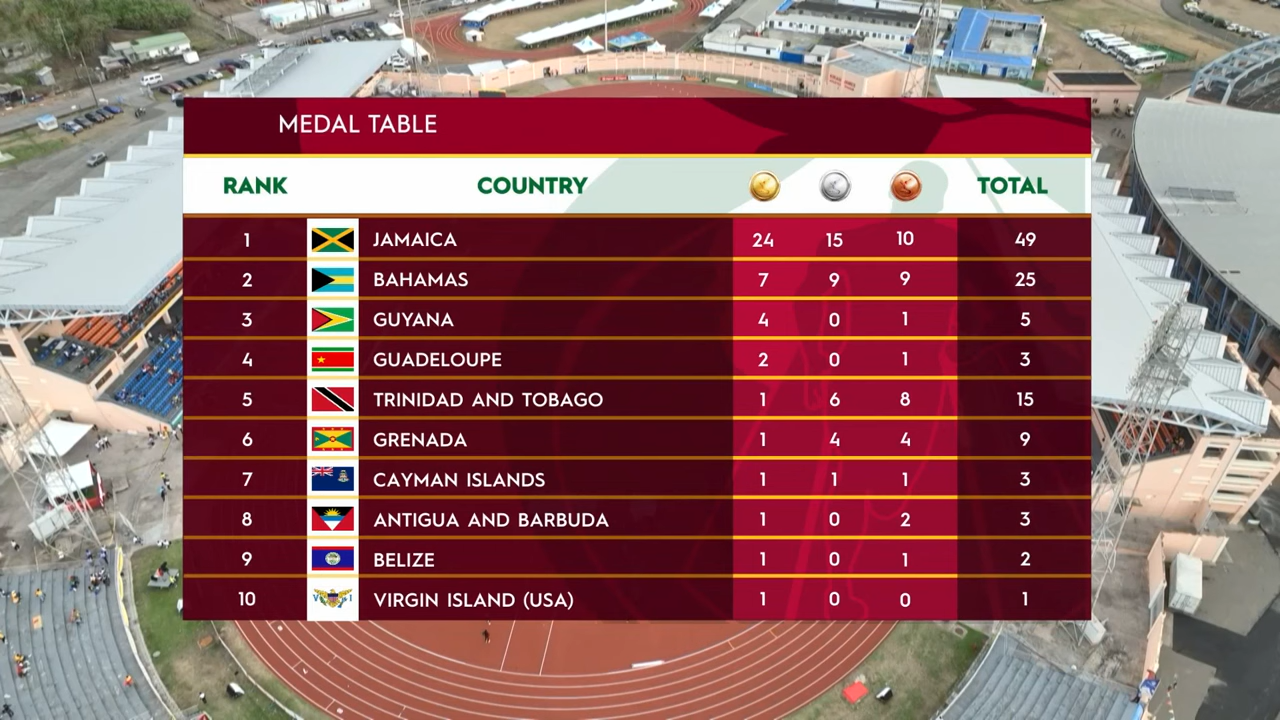 MEDAL TABLE
RANK COUNTRY TOTAL
1 JAMAICA 24 15 10 49
2 BAHAMAS 7 9 9 25
3 GUYANA 4 0 1 5
4 GUADELOUPE 2 0 1 3
5 TRINIDAD AND TOBAGO 1 6 8 15
6 GRENADA 1 4 4 9
7 CAYMAN ISLANDS 1 1 1 3
8 ANTIGUA AND BARBUDA 1 0 2 3
9 BELIZE 1 0 1 2
10 VIRGIN ISLAND (USA) 1 0 0 1